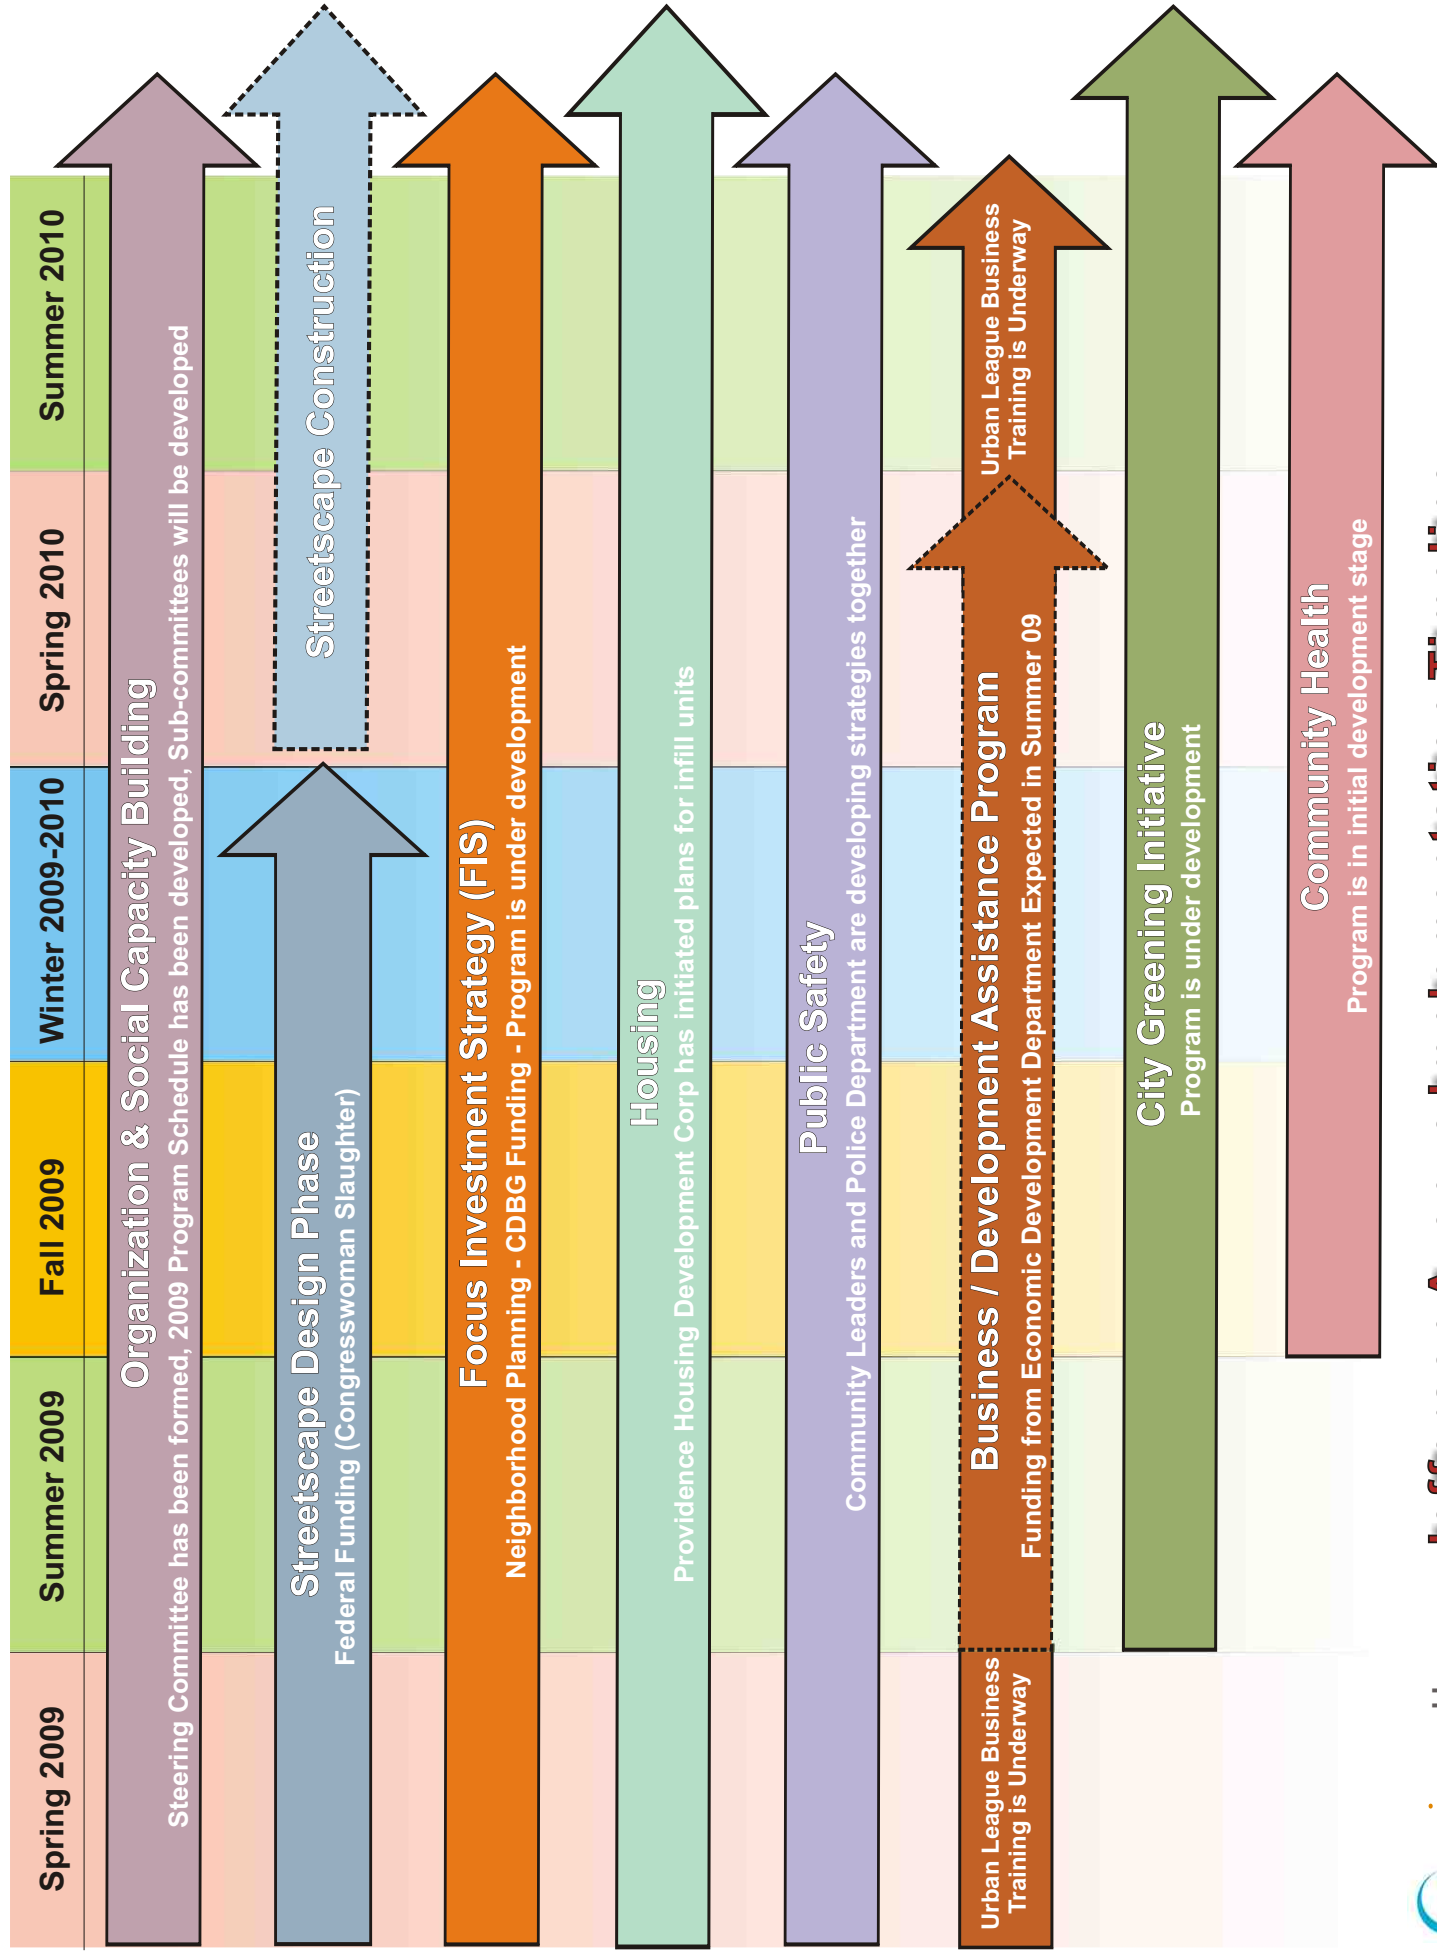 Spring 2009
Summer 2009
Fall 2009
Winter 2009-2010
Spring 2010
Summer 2010
Organization & Social Capacity Building
Steering Committee has been formed, 2009 Program Schedule has been developed, Sub-committees will be developed
Streetscape Design Phase
Federal Funding (Congresswoman Slaughter)
Streetscape Construction
Focus Investment Strategy (FIS)
Neighborhood Planning - CDBG Funding - Program is under development
Housing
Providence Housing Development Corp has initiated plans for infill units
Public Safety
Community Leaders and Police Department are developing strategies together
Urban League Business
Training is Underway
Business / Development Assistance Program
Funding from Economic Development Department Expected in Summer 09
Urban League Business
Training is Underway
City Greening Initiative
Program is under development
Community Health
Program is in initial development stage